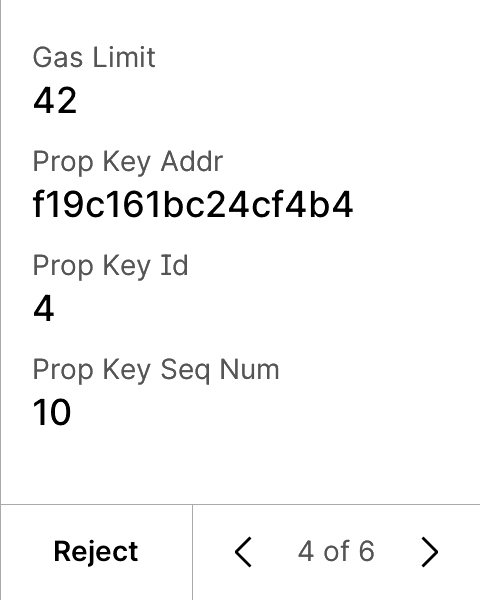 Gas Limit
42
Prop Key Addr
f19c161bc24cf4b4
Prop Key Id
4
Prop Key Seq Num
10
Reject
4 of 6